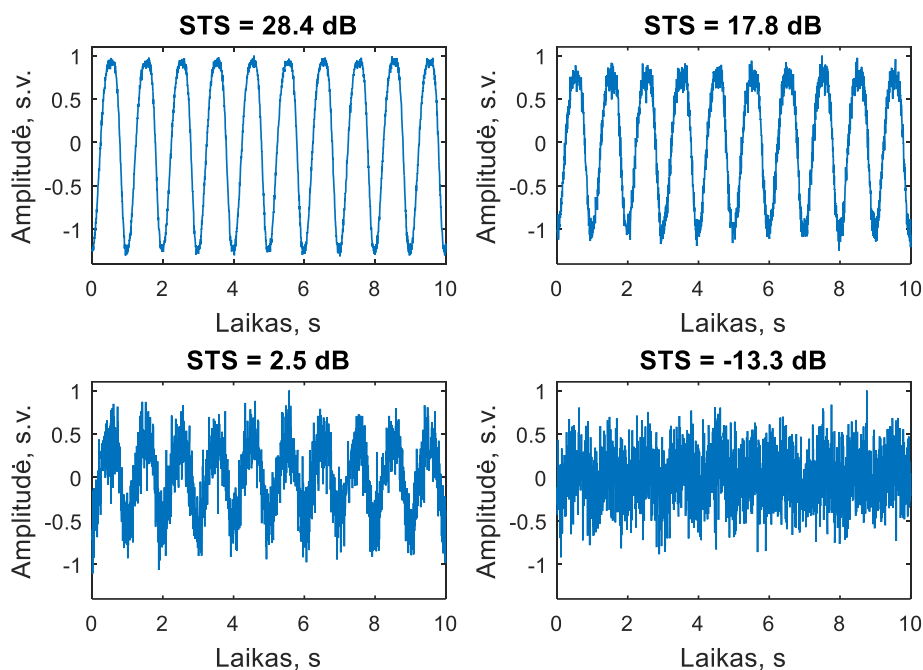 STS = 28.4 dB
Amplitudė, s.v.
1
0.5
0
-0.5
-1
0 2 4 6 8 10
Laikas, s
STS = 17.8 dB
Amplitudė, s.v.
1
0.5
0
-0.5
-1
0 2 4 6 8 10
Laikas, s
STS = 2.5 dB
Amplitudė, s.v.
1
0.5
0
-0.5
-1
0 2 4 6 8 10
Laikas, s
STS = -13.3 dB
Amplitudė, s.v.
1
0.5
0
-0.5
-1
0 2 4 6 8 10
Laikas, s